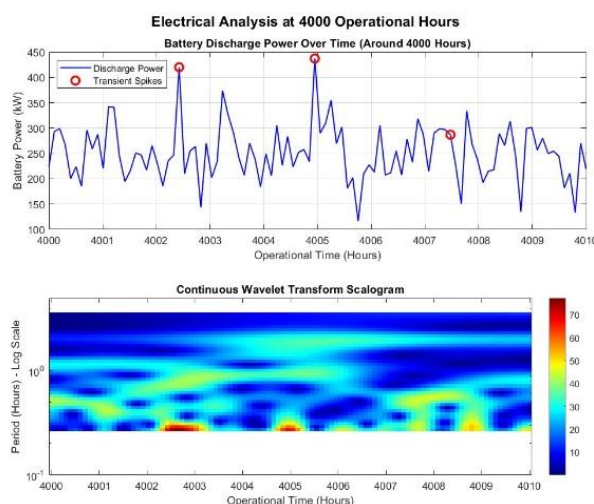 Electrical Analysis at 4000 Operational Hours
Battery Discharge Power Over Time (Around 4000 Hours)
Battery Power (kW)
450
400
350
300
250
200
150
100
Discharge Power
Transient Spikes
4000 4001 4002 4003 4004 4005 4006 4007 4008 4009 4010
Operational Time (Hours)
Continuous Wavelet Transform Scalogram
Period (Hours) - Log Scale
10^0
10^-1
4000 4001 4002 4003 4004 4005 4006 4007 4008 4009 4010
Operational Time (Hours)
70
60
50
40
30
20
10